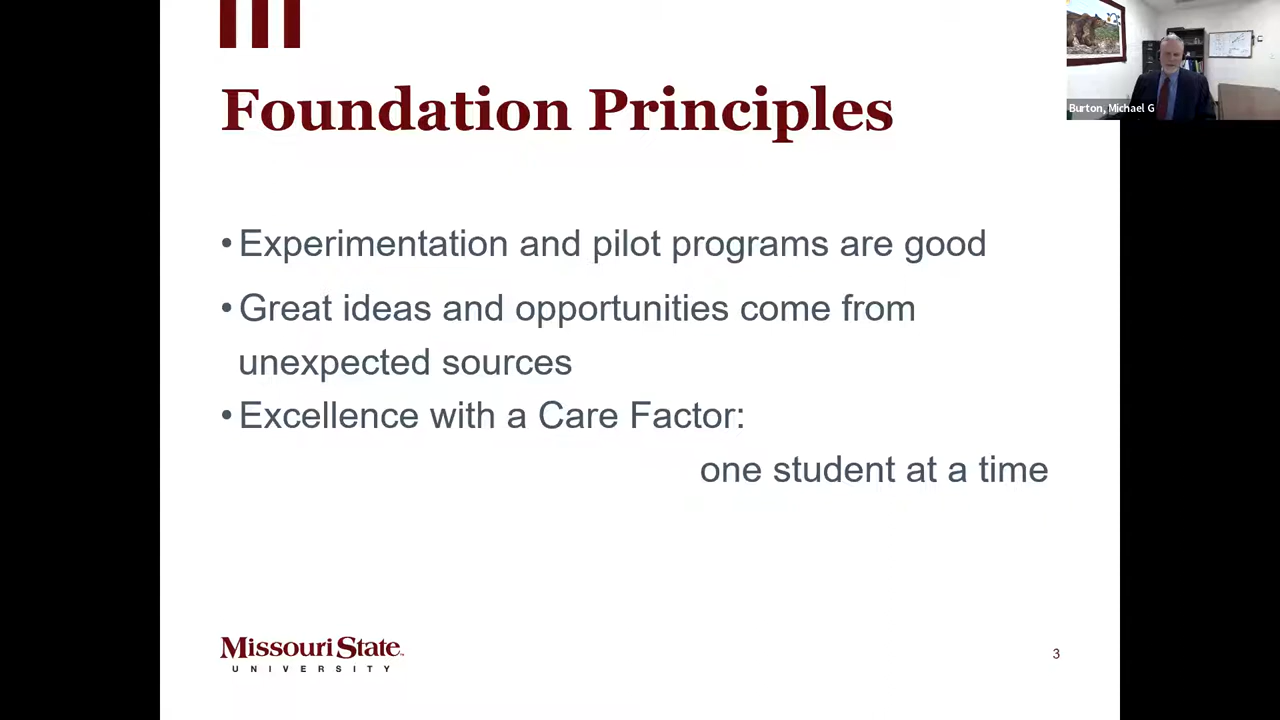 Foundation Principles
• Experimentation and pilot programs are good
• Great ideas and opportunities come from
unexpected sources
• Excellence with a Care Factor:
one student at a time
Missouri State
UNIVERSITY
3
Burton, Michael G